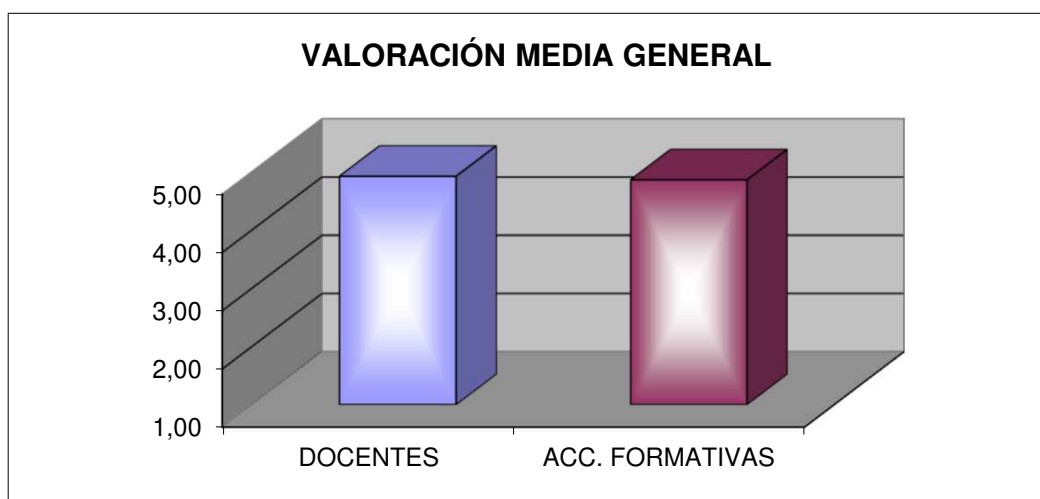 VALORACIÓN MEDIA GENERAL
5,00
4,00
3,00
2,00
1,00
DOCENTES
ACC. FORMATIVAS